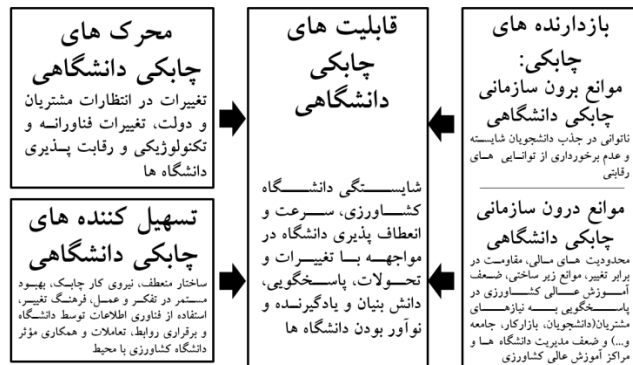 بازدارنده های
چابکی:
موانع برون سازمانی
چابکی دانشگاهی
ناتوانی در جذب دانشجویان شایسته
و عدم برخورداری از توانایی های
رقابتی
موانع درون سازمانی
چابکی دانشگاهی
محدودیت های مالی، مقاومت در
برابر تغییر، موانع زیر ساختی، ضعف
آموزش عالی کشاورزی در
پاسخگویی به نیازهای
مشتریان(دانشجویان، بازارکار، جامعه
و...) و ضعف مدیریت دانشگاه ها و
مراکز آموزش عالی کشاورزی
قابلیت های
چابکی
دانشگاهی
شایستگی دانشگاه
کشاورزی، سرعت و
انعطاف پذیری دانشگاه در
مواجهه با تغییرات و
تحولات، پاسخگویی،
دانش بنیان و یادگیرنده و
نوآور بودن دانشگاه ها
محرک های
چابکی دانشگاهی
تغییرات در انتظارات مشتریان
و دولت، تغییرات فناورانه و
تکنولوژیکی و رقابت پذیری
دانشگاه ها
تسهیل کننده های
چابکی دانشگاهی
ساختار منعطف، نیروی کار چابک، بهبود
مستمر در تفکر و عمل، فرهنگ تغییر،
استفاده از فناوری اطلاعات توسط دانشگاه
و برقراری روابط، تعاملات و همکاری مؤثر
دانشگاه کشاورزی با محیط